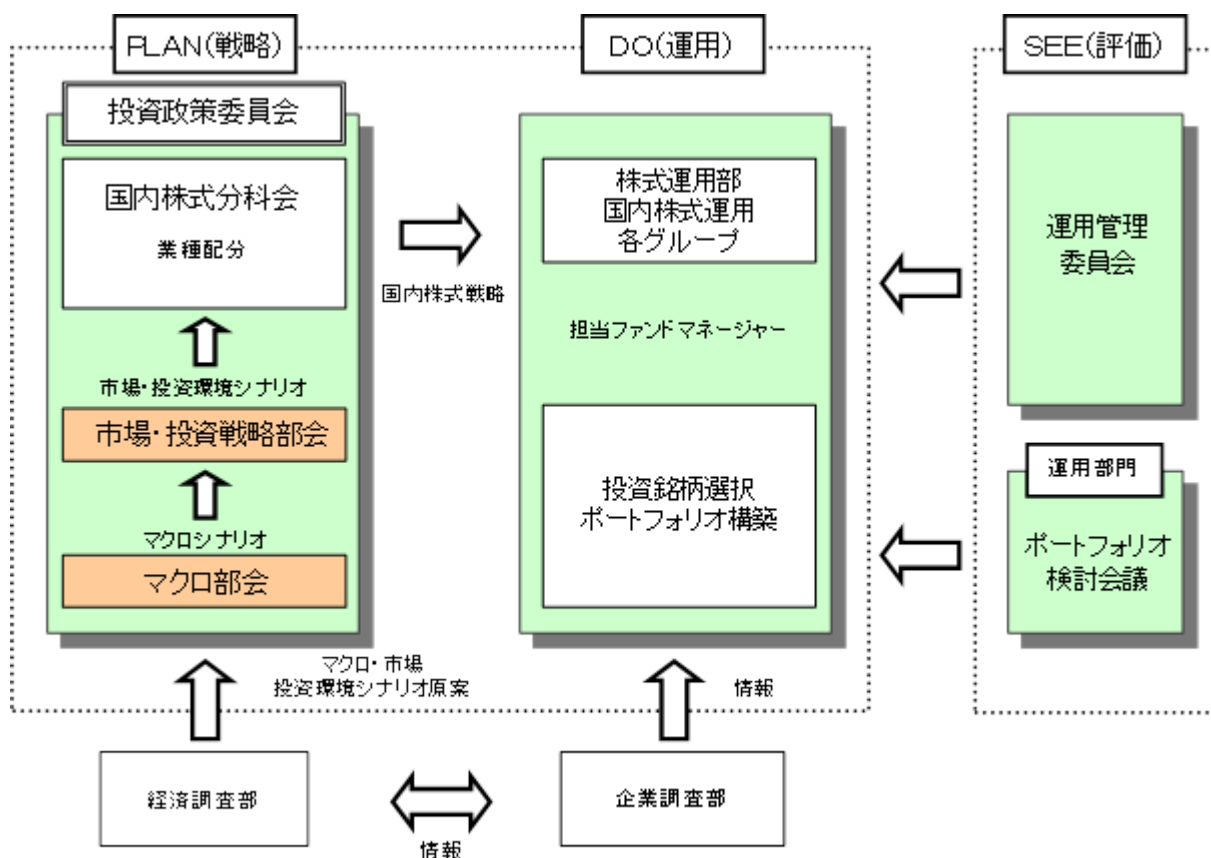 PLAN(戦略)
DO(運用)
SEE(評価)
投資政策委員会
国内株式分科会
業種配分
市場・投資環境シナリオ
市場・投資戦略部会
マクロシナリオ
マクロ部会
国内株式戦略
株式運用部
国内株式運用
各グループ
担当ファンドマネージャー
投資銘柄選択
ポートフォリオ構築
運用管理
委員会
運用部門
ポートフォリオ
検討会議
マクロ・市場
投資環境シナリオ原案
情報
経済調査部
情報
企業調査部